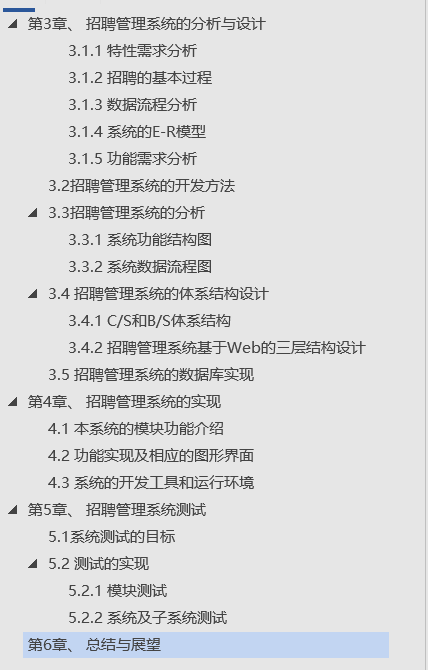 第3章、 招聘管理系统的分析与设计
3.1.1 特性需求分析
3.1.2 招聘的基本过程
3.1.3 数据流程分析
3.1.4 系统的E-R模型
3.1.5 功能需求分析
3.2招聘管理系统的开发方法
3.3招聘管理系统的分析
3.3.1 系统功能结构图
3.3.2 系统数据流程图
3.4 招聘管理系统的体系结构设计
3.4.1 C/S和B/S体系结构
3.4.2 招聘管理系统基于Web的三层结构设计
3.5 招聘管理系统的数据库实现
第4章、 招聘管理系统的实现
4.1 本系统的模块功能介绍
4.2 功能实现及相应的图形界面
4.3 系统的开发工具和运行环境
第5章、 招聘管理系统测试
5.1系统测试的目标
5.2 测试的实现
5.2.1 模块测试
5.2.2 系统及子系统测试
第6章、 总结与展望